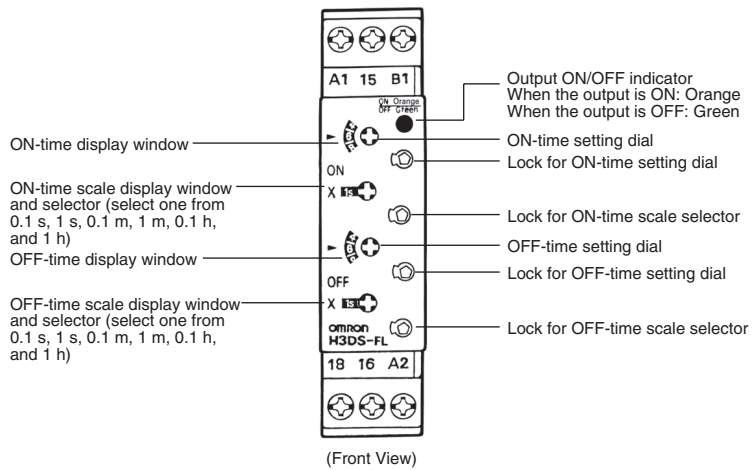 A1 15 B1
ON Orange
OFF Green
ON
X 1s
OFF
X 1s
OMRON
H3DS-FL
18 16 A2
ON-time display window
ON-time scale display window
and selector (select one from
0.1 s, 1 s, 0.1 m, 1 m, 0.1 h,
and 1 h)
OFF-time display window
OFF-time scale display window
and selector (select one from
0.1 s, 1 s, 0.1 m, 1 m, 0.1 h,
and 1 h)
Output ON/OFF indicator
When the output is ON: Orange
When the output is OFF: Green
ON-time setting dial
Lock for ON-time setting dial
Lock for ON-time scale selector
OFF-time setting dial
Lock for OFF-time setting dial
Lock for OFF-time scale selector
(Front View)